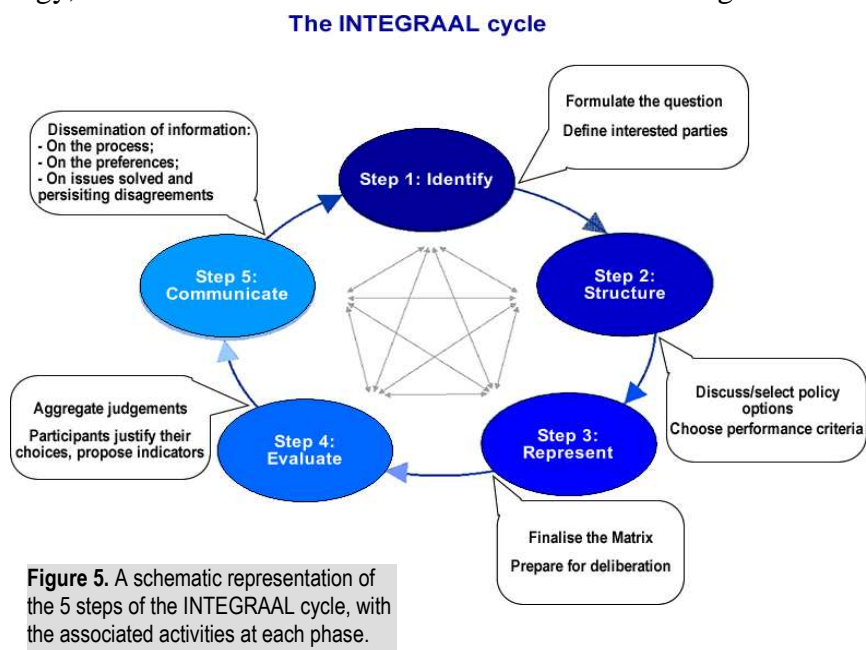 The INTEGRAAL cycle
Formulate the question
Define interested parties
Dissemination of information:
- On the process;
- On the preferences;
- On issues solved and
persisiting disagreements
Step 1: Identify
Step 5:
Communicate
Step 2:
Structure
Discuss/select policy
options
Choose performance criteria
Aggregate judgements
Participants justify their
choices, propose indicators
Step 4:
Evaluate
Step 3:
Represent
Finalise the Matrix
Prepare for deliberation
Figure 5. A schematic representation of
the 5 steps of the INTEGRAAL cycle, with
the associated activities at each phase.